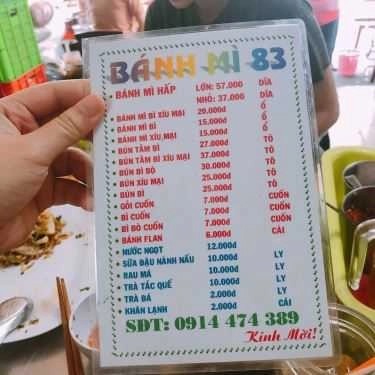 BÁNH MÌ 83
• BÁNH MÌ HẤP LỚN: 57.000 DĨA
NHỎ: 37.000
• BÁNH MÌ BÌ XÍU MẠI 20.000đ Ổ
• BÁNH MÌ BÌ 15.000đ Ổ
• BÁNH MÌ XÍU MẠI 15.000đ Ổ
• BÚN TẰM BÌ 27.000đ TÔ
• BÚN TẰM BÌ XÍU MẠI 37.000đ TÔ
• BÚN BÌ BÒ 30.000đ TÔ
• BÚN XÍU MẠI 25.000đ TÔ
• BÚN BÌ 25.000đ TÔ
• GỎI CUỐN 7.000đ CUỐN
• BÌ CUỐN 7.000đ CUỐN
• BÌ BÒ CUỐN 7.000đ CUỐN
• BÁNH FLAN 6.000đ CÁI
• NƯỚC NGỌT 12.000đ
• SỮA ĐẬU NÀNH NẤU 10.000đ LY
• RAU MÁ 10.000đ LY
• TRÀ TẮC QUẾ 10.000đ LY
• TRÀ ĐÁ 2.000đ LY
• KHĂN LẠNH 2.000đ CÁI
SĐT: 0914 474 389
Kính Mời!